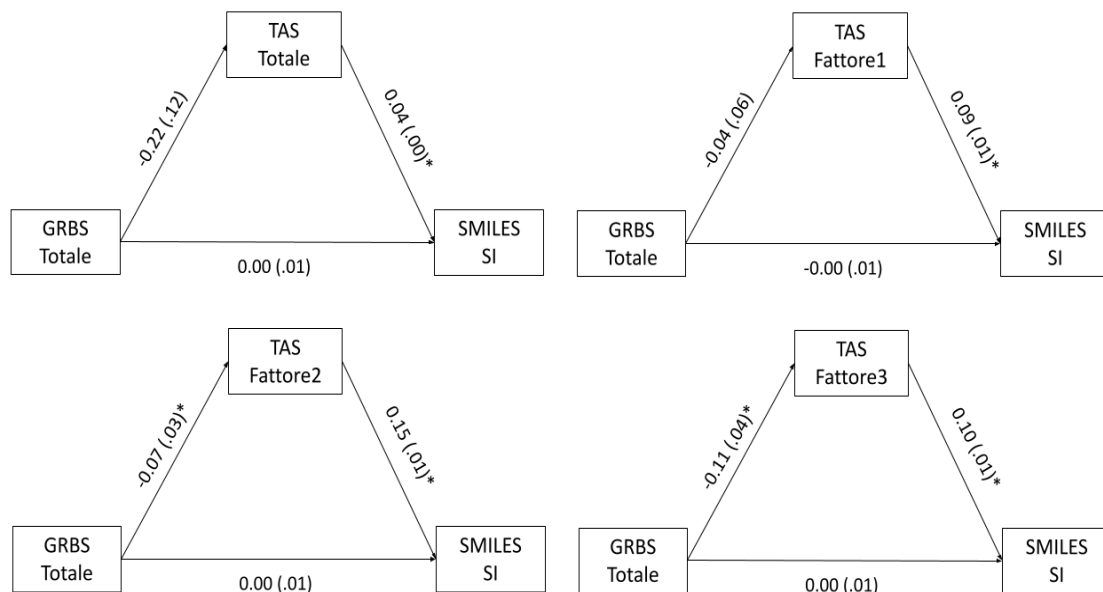 TAS
Totale
-0.22 (.12)
0.04 (.00)*
GRBS
Totale
SMILES
SI
0.00 (.01)
TAS
Fattore1
-0.04 (.06)
0.09 (.01)*
GRBS
Totale
SMILES
SI
-0.00 (.01)
TAS
Fattore2
-0.07 (.03)*
0.15 (.01)*
GRBS
Totale
SMILES
SI
0.00 (.01)
TAS
Fattore3
-0.11 (.04)*
0.10 (.01)*
GRBS
Totale
SMILES
SI
0.00 (.01)